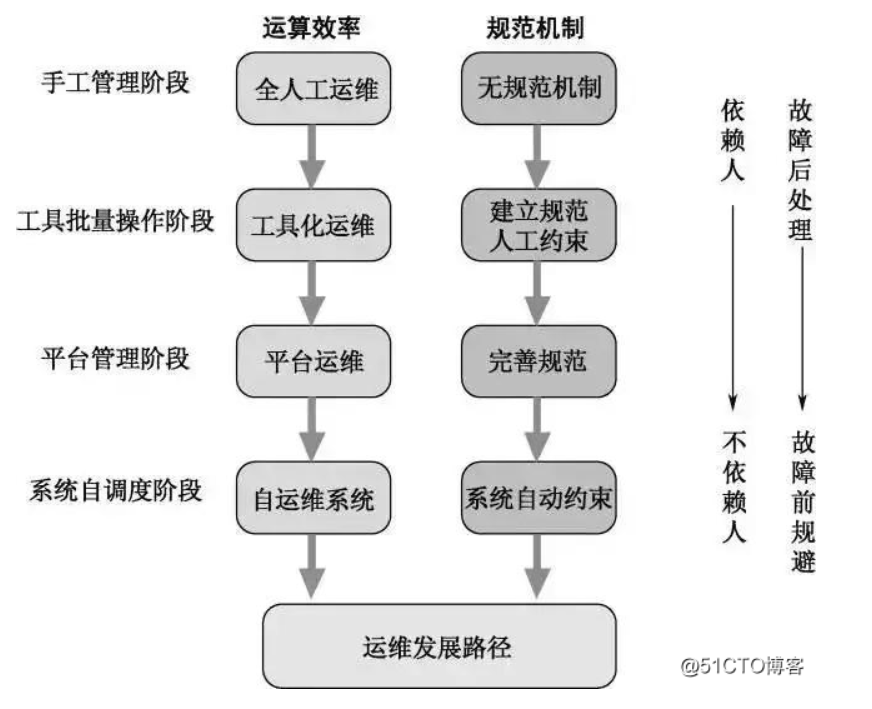 运算效率
规范机制
手工管理阶段
全人工运维
无规范机制
工具批量操作阶段
工具化运维
建立规范
人工约束
平台管理阶段
平台运维
完善规范
系统自调度阶段
自运维系统
系统自动约束
运维发展路径
依赖人
不依赖人
故障后处理
故障前规避
@51CTO博客